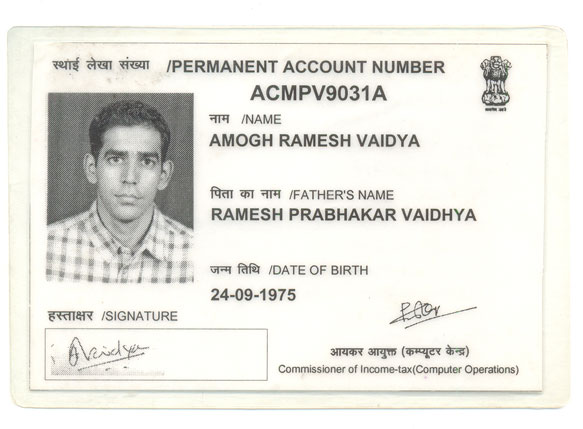 स्थाई लेखा संख्या /PERMANENT ACCOUNT NUMBER
ACMPV9031A
नाम /NAME
AMOGH RAMESH VAIDYA
पिता का नाम /FATHER'S NAME
RAMESH PRABHAKAR VAIDHYA
जन्म तिथि /DATE OF BIRTH
24-09-1975
हस्ताक्षर /SIGNATURE
AVaidya
आयकर आयुक्त (कम्प्यूटर केन्द्र)
Commissioner of Income-tax(Computer Operations)